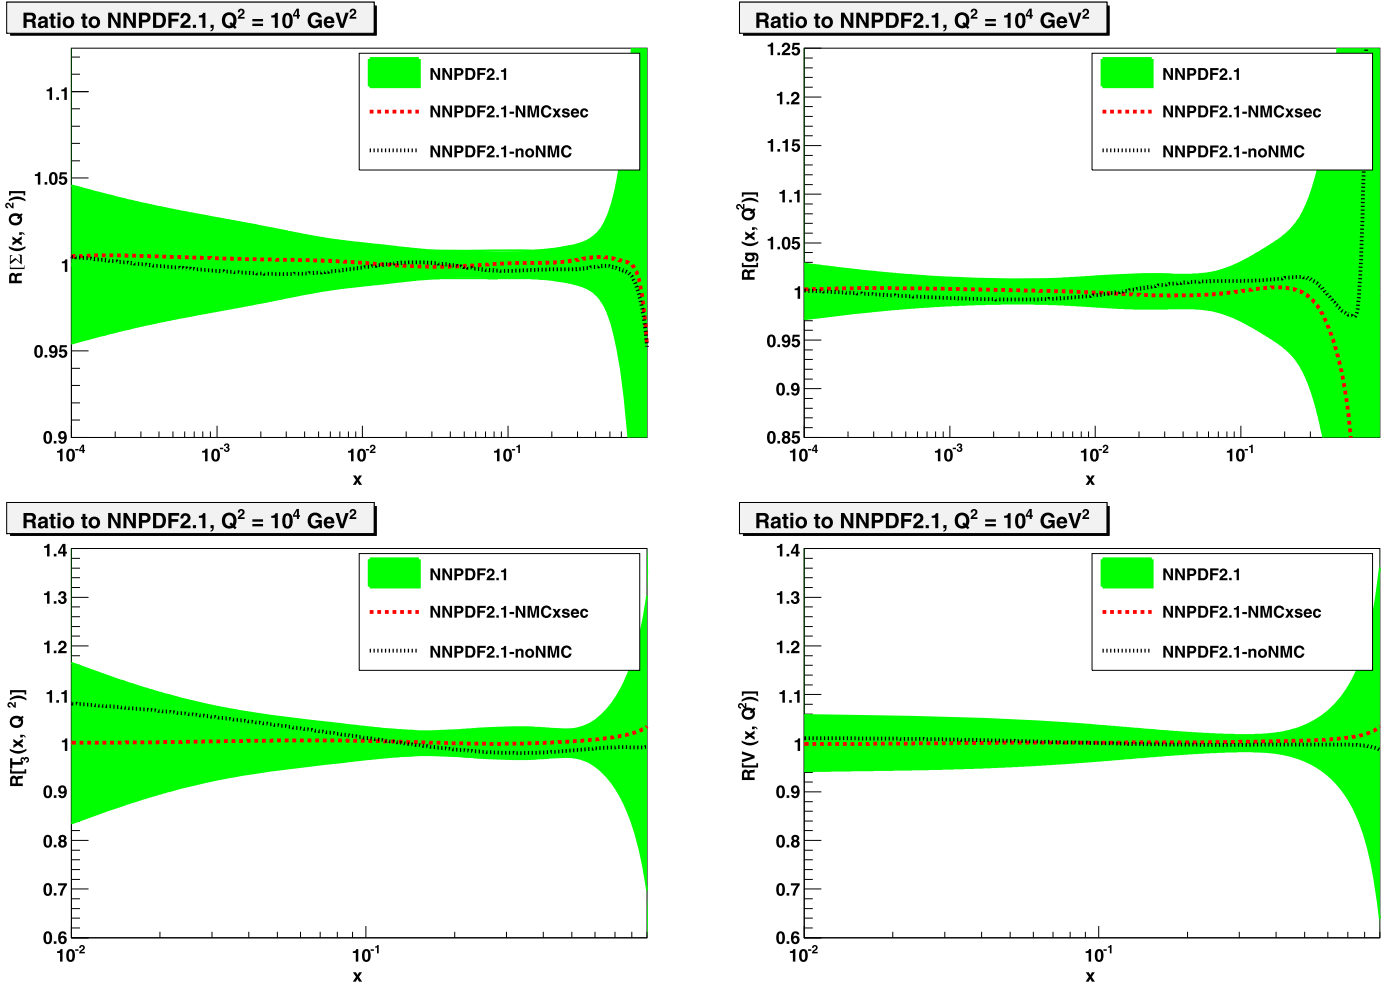 Ratio to NNPDF2.1, Q² = 10⁴ GeV²
NNPDF2.1
NNPDF2.1-NMCxsec
NNPDF2.1-noNMC
R[Σ(x, Q²)]
1.1
1.05
1
0.95
0.9
10⁻⁴ 10⁻³ 10⁻² 10⁻¹
x
Ratio to NNPDF2.1, Q² = 10⁴ GeV²
NNPDF2.1
NNPDF2.1-NMCxsec
NNPDF2.1-noNMC
R[g (x, Q²)]
1.25
1.2
1.15
1.1
1.05
1
0.95
0.9
0.85
10⁻⁴ 10⁻³ 10⁻² 10⁻¹
x
Ratio to NNPDF2.1, Q² = 10⁴ GeV²
NNPDF2.1
NNPDF2.1-NMCxsec
NNPDF2.1-noNMC
R[T₃(x, Q²)]
1.4
1.3
1.2
1.1
1
0.9
0.8
0.7
0.6
10⁻² 10⁻¹
x
Ratio to NNPDF2.1, Q² = 10⁴ GeV²
NNPDF2.1
NNPDF2.1-NMCxsec
NNPDF2.1-noNMC
R[V (x, Q²)]
1.4
1.3
1.2
1.1
1
0.9
0.8
0.7
0.6
10⁻² 10⁻¹
x